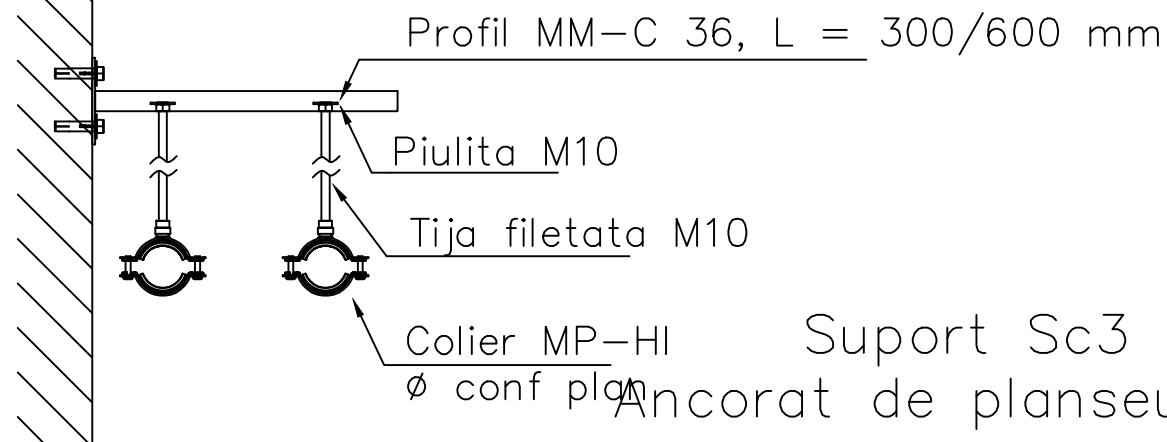 Profil MM-C 36, L = 300/600 mm
Piulita M10
Tija filetata M10
Colier MP-HI
Ø conf plan
Suport Sc3
Ancorat de planseu